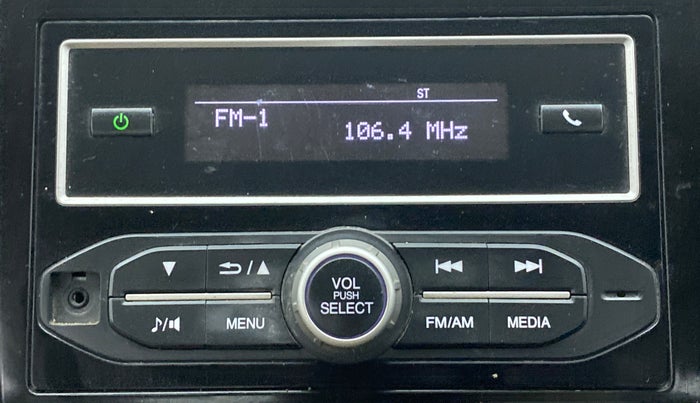 ST
FM-1
106.4 MHz
VOL
PUSH
SELECT
MENU
FM/AM
MEDIA